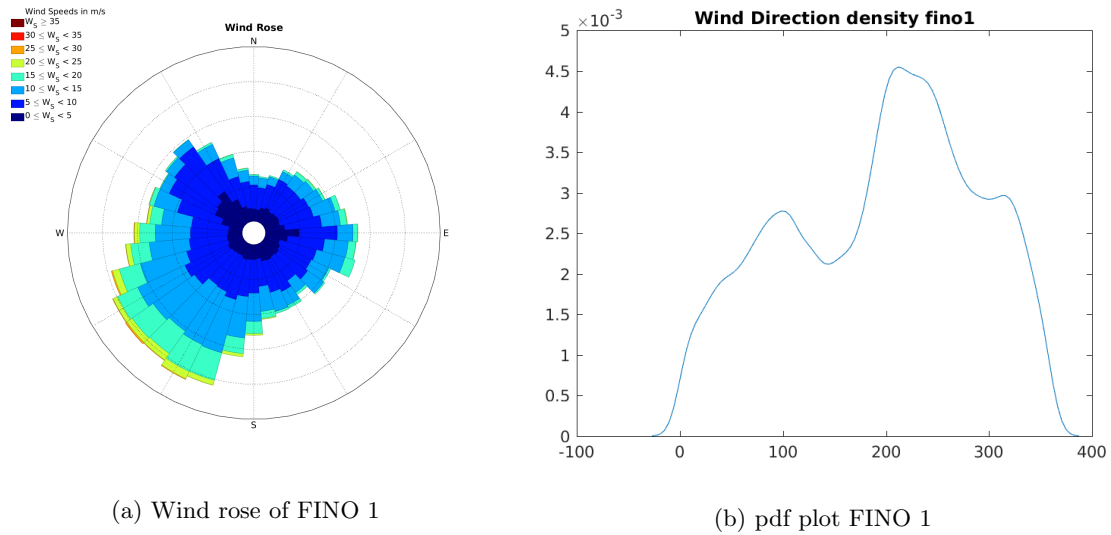 Wind Speeds in m/s
W_S ≥ 35
30 ≤ W_S < 35
25 ≤ W_S < 30
20 ≤ W_S < 25
15 ≤ W_S < 20
10 ≤ W_S < 15
5 ≤ W_S < 10
0 ≤ W_S < 5
Wind Rose
N
W
E
S
(a) Wind rose of FINO 1
×10⁻³
Wind Direction density fino1
5
4.5
4
3.5
3
2.5
2
1.5
1
0.5
0
-100 0 100 200 300 400
(b) pdf plot FINO 1